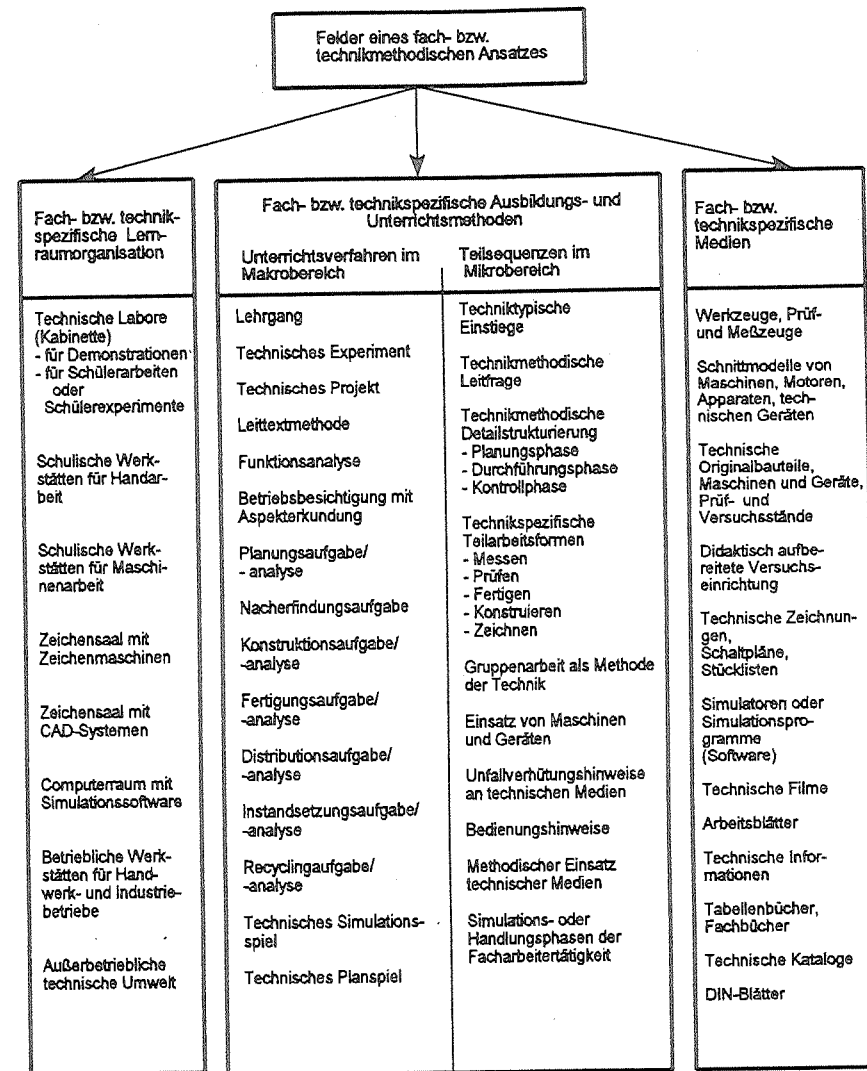 Felder eines fach- bzw.
technikmethodischen Ansatzes
Fach- bzw. technik-
spezifische Lern-
raumorganisation
Technische Labore
(Kabinette)
- für Demonstrationen
- für Schülerarbeiten
oder
Schülerexperimente
Schulische Werk-
stätten für Handar-
beit
Schulische Werk-
stätten für Maschi-
nenarbeit
Zeichensaal mit
Zeichenmaschinen
Zeichensaal mit
CAD-Systemen
Computerraum mit
Simulationssoftware
Betriebliche Werk-
stätten für Hand-
werk- und Industrie-
betriebe
Außerbetriebliche
technische Umwelt
Fach- bzw. technikspezifische Ausbildungs- und
Unterrichtsmethoden
Unterrichtsverfahren im
Makrobereich
Lehrgang
Technisches Experiment
Technisches Projekt
Leittextmethode
Funktionsanalyse
Betriebsbesichtigung mit
Aspekterkundung
Planungsaufgabe/
- analyse
Nacherfindungsaufgabe
Konstruktionsaufgabe/
-analyse
Fertigungsaufgabe/
-analyse
Distributionsaufgabe/
-analyse
Instandsetzungsaufgabe/
-analyse
Recyclingaufgabe/
-analyse
Technisches Simulations-
spiel
Technisches Planspiel
Teilsequenzen im
Mikrobereich
Techniktypische
Einstiege
Technikmethodische
Leitfrage
Technikmethodische
Detailstrukturierung
- Planungsphase
- Durchführungsphase
- Kontrollphase
Technikspezifische
Teilarbeitsformen
- Messen
- Prüfen
- Fertigen
- Konstruieren
- Zeichnen
Gruppenarbeit als Methode
der Technik
Einsatz von Maschinen
und Geräten
Unfallverhütungshinweise
an technischen Medien
Bedienungshinweise
Methodischer Einsatz
technischer Medien
Simulations- oder
Handlungsphasen der
Facharbeitertätigkeit
Fach- bzw.
technikspezifische
Medien
Werkzeuge, Prüf-
und Meßzeuge
Schnittmodelle von
Maschinen, Motoren,
Apparaten, tech-
nischen Geräten
Technische
Originalbauteile,
Maschinen und Geräte,
Prüf- und
Versuchsstände
Didaktisch aufbe-
reitete Versuchs-
einrichtung
Technische Zeichnun-
gen,
Schaltpläne,
Stücklisten
Simulatoren oder
Simulationspro-
gramme
(Software)
Technische Filme
Arbeitsblätter
Technische Infor-
mationen
Tabellenbücher,
Fachbücher
Technische Kataloge
DIN-Blätter